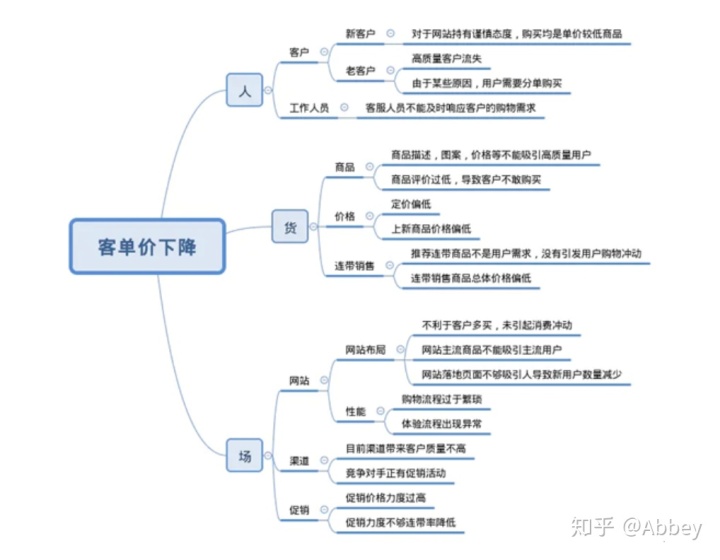 客单价下降
人
客户
新客户
对于网站持有谨慎态度，购买均是单价较低商品
老客户
高质量客户流失
由于某些原因，用户需要分单购买
工作人员
客服人员不能及时响应客户的购物需求
货
商品
商品描述，图案，价格等不能吸引高质量用户
商品评价过低，导致客户不敢购买
价格
定价偏低
上新商品价格偏低
连带销售
推荐连带商品不是用户需求，没有引发用户购物冲动
连带销售商品总体价格偏低
场
网站
网站布局
不利于客户多买，未引起消费冲动
网站主流商品不能吸引主流用户
网站落地页面不够吸引人导致新用户数量减少
性能
购物流程过于繁琐
体验流程出现异常
渠道
目前渠道带来客户质量不高
竞争对手正有促销活动
促销
促销价格力度过高
促销力度不够连带率降低
知乎 @Abbey